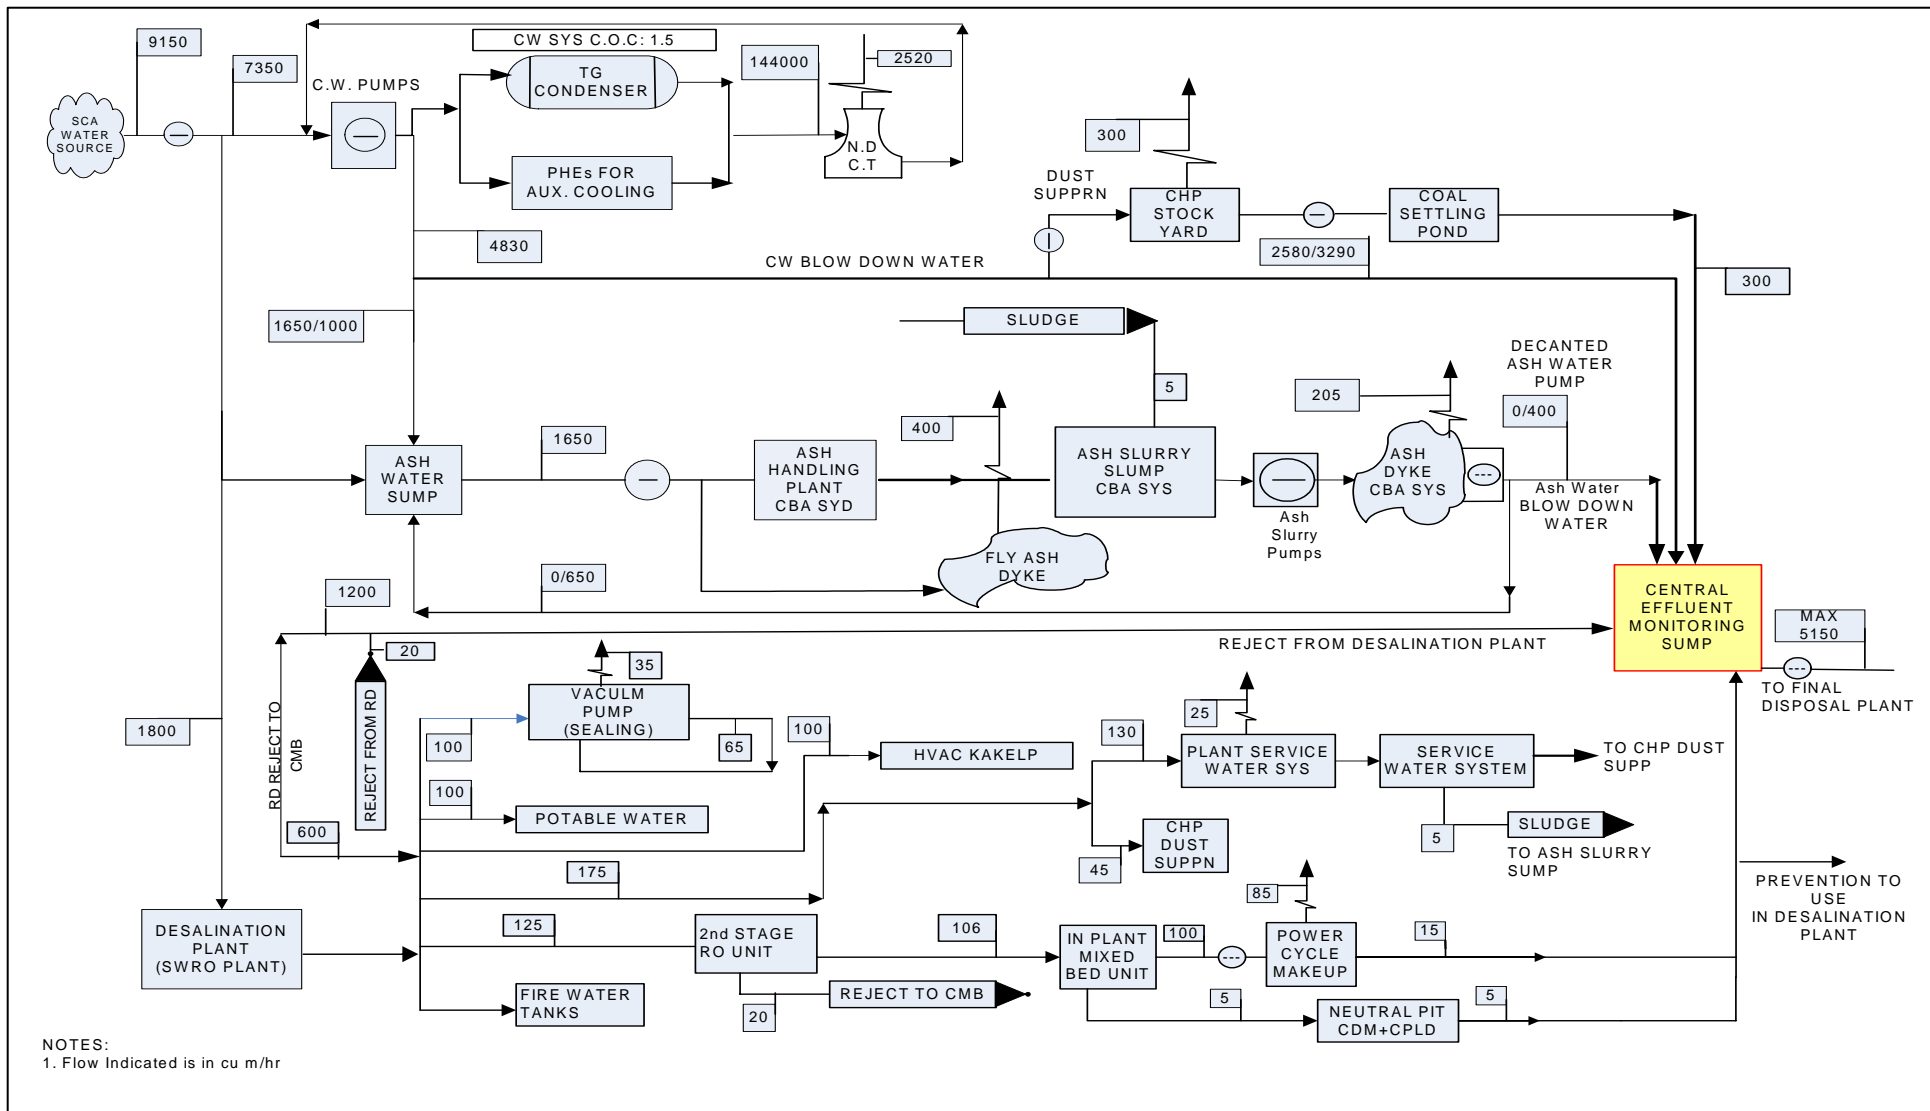 9150
7350
C.W. PUMPS
CW SYS C.O.C: 1.5
TG
CONDENSER
144000
2520
SCA
WATER
SOURCE
N.D
C.T
PHEs FOR
AUX. COOLING
4830
300
DUST
SUPPRN
CHP
STOCK
YARD
COAL
SETTLING
POND
2580/3290
CW BLOW DOWN WATER
300
1650/1000
SLUDGE
5
205
DECANTED
ASH WATER
PUMP
0/400
400
1650
ASH
WATER
SUMP
ASH
HANDLING
PLANT
CBA SYD
ASH SLURRY
SLUMP
CBA SYS
Ash
Slurry
Pumps
ASH
DYKE
CBA SYS
Ash Water
BLOW DOWN
WATER
FLY ASH
DYKE
0/650
1200
20
REJECT FROM DESALINATION PLANT
CENTRAL
EFFLUENT
MONITORING
SUMP
MAX
5150
TO FINAL
DISPOSAL PLANT
RD REJECT TO
CMB
REJECT FROM RD
35
VACULM
PUMP
(SEALING)
65
100
100
HVAC KAKELP
130
25
PLANT SERVICE
WATER SYS
SERVICE
WATER SYSTEM
TO CHP DUST
SUPP
1800
100
POTABLE WATER
600
175
45
CHP
DUST
SUPPN
5
SLUDGE
TO ASH SLURRY
SUMP
PREVENTION TO
USE
IN DESALINATION
PLANT
DESALINATION
PLANT
(SWRO PLANT)
125
2nd STAGE
RO UNIT
106
IN PLANT
MIXED
BED UNIT
100
85
POWER
CYCLE
MAKEUP
15
FIRE WATER
TANKS
20
REJECT TO CMB
5
NEUTRAL PIT
CDM+CPLD
5
NOTES:
1. Flow Indicated is in cu m/hr